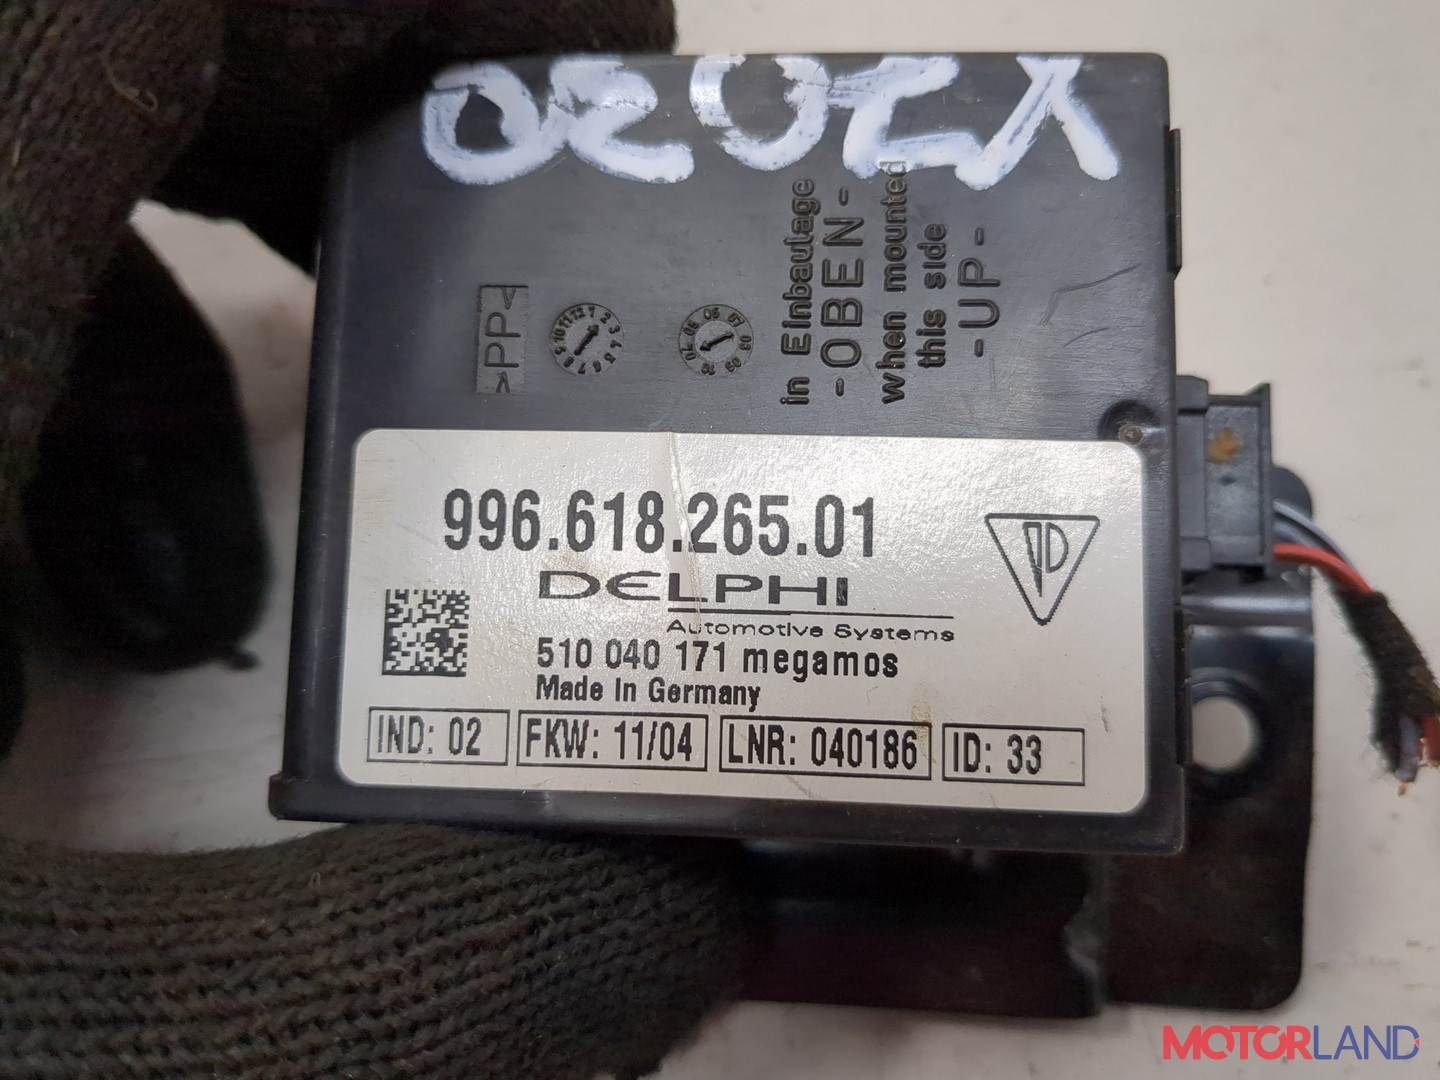 in Einbaulage
-OBEN-
when mounted
this side
-UP-
>PP<
996.618.265.01
DELPHI
Automotive Systems
510 040 171 megamos
Made In Germany
IND: 02
FKW: 11/04
LNR: 040186
ID: 33
MOTORLAND